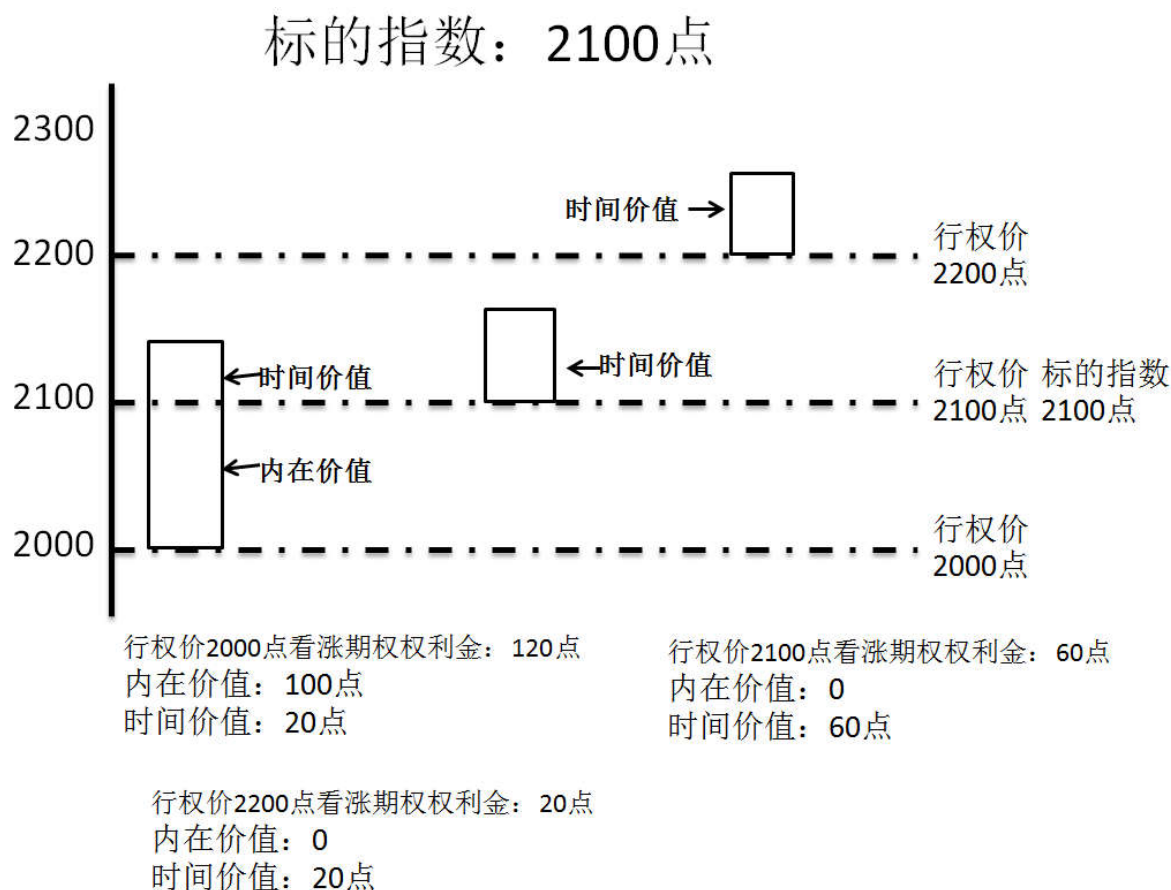 标的指数：2100点
2300
时间价值
2200
行权价
2200点
时间价值
时间价值
2100
行权价 标的指数
2100点 2100点
内在价值
2000
行权价
2000点
行权价2000点看涨期权权利金：120点
内在价值：100点
时间价值：20点
行权价2100点看涨期权权利金：60点
内在价值：0
时间价值：60点
行权价2200点看涨期权权利金：20点
内在价值：0
时间价值：20点